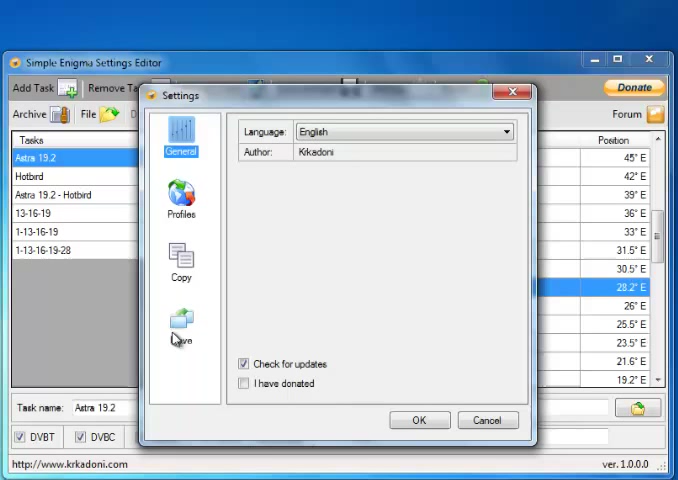 Simple Enigma Settings Editor
Add Task
Remove Ta
Donate
Archive
File
Forum
Settings
General
Profiles
Copy
Language: English
Author: Krkadoni
Check for updates
I have donated
OK
Cancel
Tasks
Astra 19.2
Hotbird
Astra 19.2 - Hotbird
13-16-19
1-13-16-19
1-13-16-19-28
Position
45° E
42° E
39° E
36° E
33° E
31.5° E
30.5° E
28.2° E
26° E
25.5° E
23.5° E
21.6° E
19.2° E
Task name: Astra 19.2
DVBT
DVBC
http://www.krkadoni.com
ver. 1.0.0.0